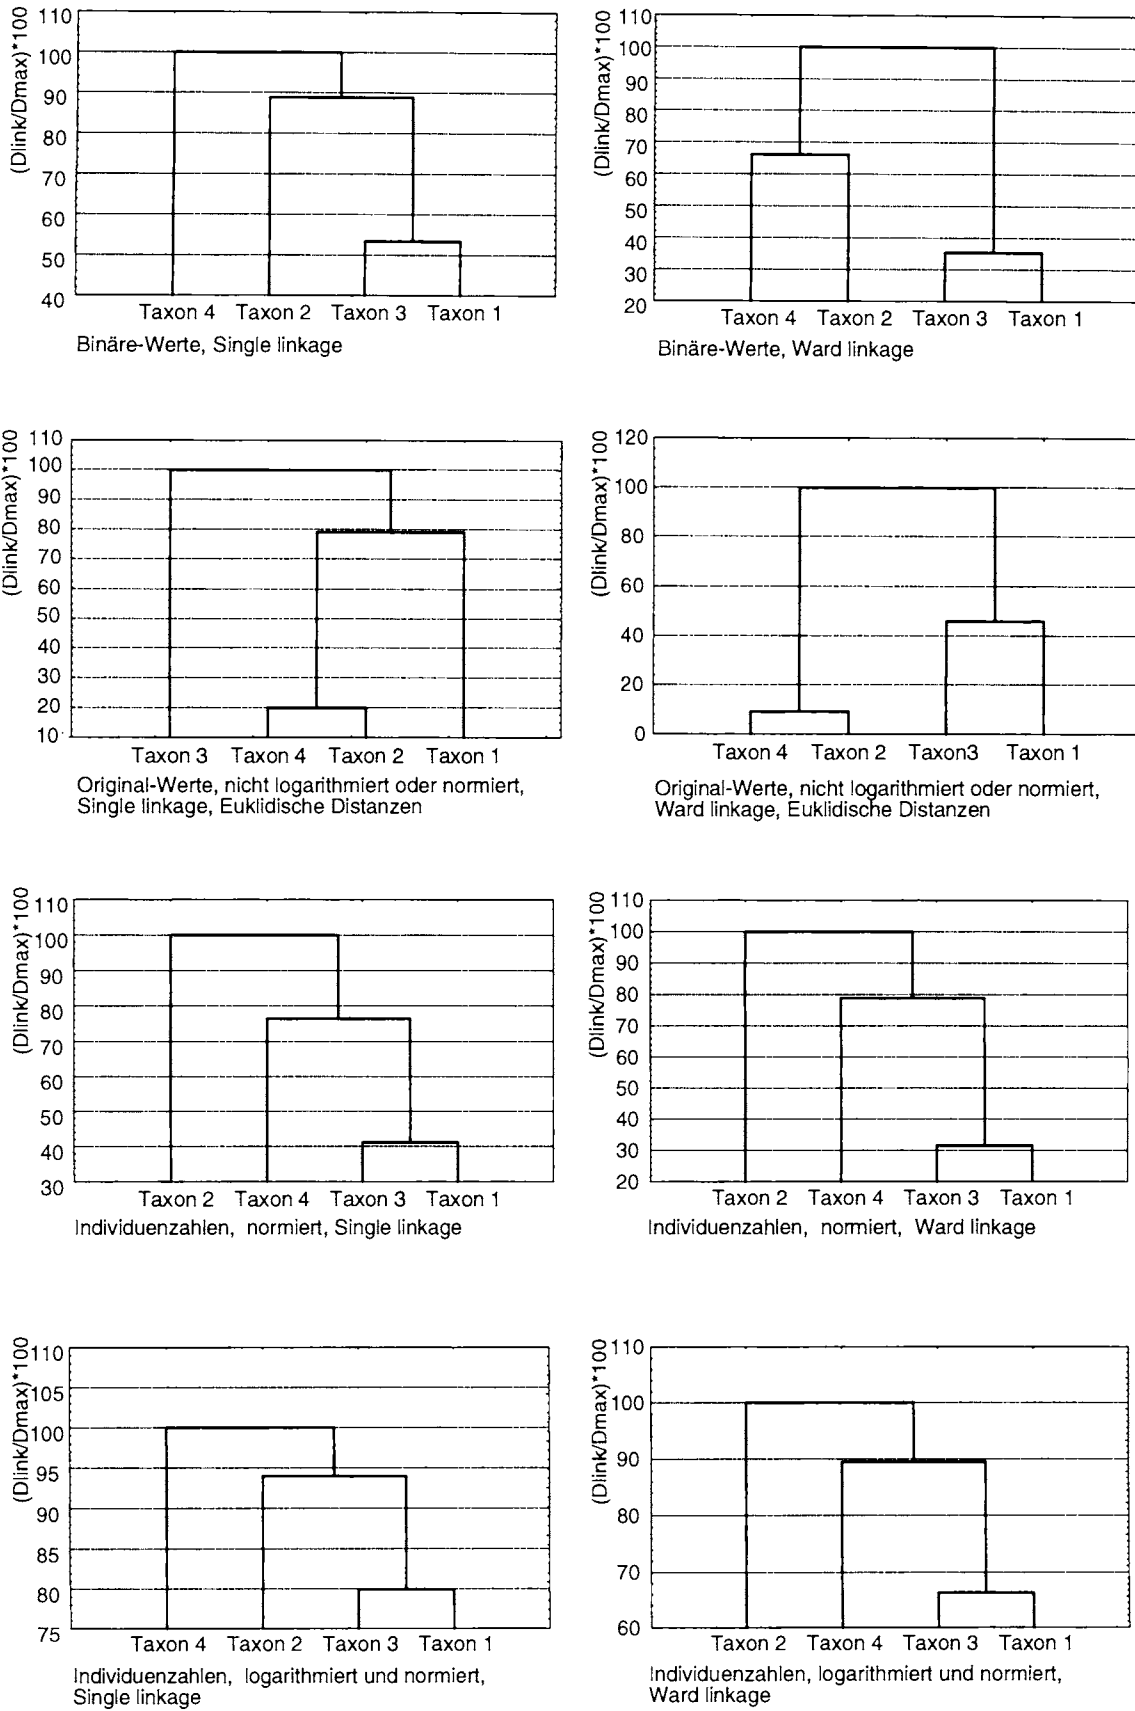 (Dlink/Dmax)*100
110
100
90
80
70
60
50
40
Taxon 4 Taxon 2 Taxon 3 Taxon 1
Binäre-Werte, Single linkage
(Dlink/Dmax)*100
110
100
90
80
70
60
50
40
30
20
Taxon 4 Taxon 2 Taxon 3 Taxon 1
Binäre-Werte, Ward linkage
(Dlink/Dmax)*100
110
100
90
80
70
60
50
40
30
20
10
Taxon 3 Taxon 4 Taxon 2 Taxon 1
Original-Werte, nicht logarithmiert oder normiert,
Single linkage, Euklidische Distanzen
(Dlink/Dmax)*100
120
100
80
60
40
20
0
Taxon 4 Taxon 2 Taxon3 Taxon 1
Original-Werte, nicht logarithmiert oder normiert,
Ward linkage, Euklidische Distanzen
(Dlink/Dmax)*100
110
100
90
80
70
60
50
40
30
Taxon 2 Taxon 4 Taxon 3 Taxon 1
Individuenzahlen, normiert, Single linkage
(Dlink/Dmax)*100
110
100
90
80
70
60
50
40
30
20
Taxon 2 Taxon 4 Taxon 3 Taxon 1
Individuenzahlen, normiert, Ward linkage
(Dlink/Dmax)*100
110
105
100
95
90
85
80
75
Taxon 4 Taxon 2 Taxon 3 Taxon 1
Individuenzahlen, logarithmiert und normiert,
Single linkage
(Dlink/Dmax)*100
110
100
90
80
70
60
Taxon 2 Taxon 4 Taxon 3 Taxon 1
Individuenzahlen, logarithmiert und normiert,
Ward linkage